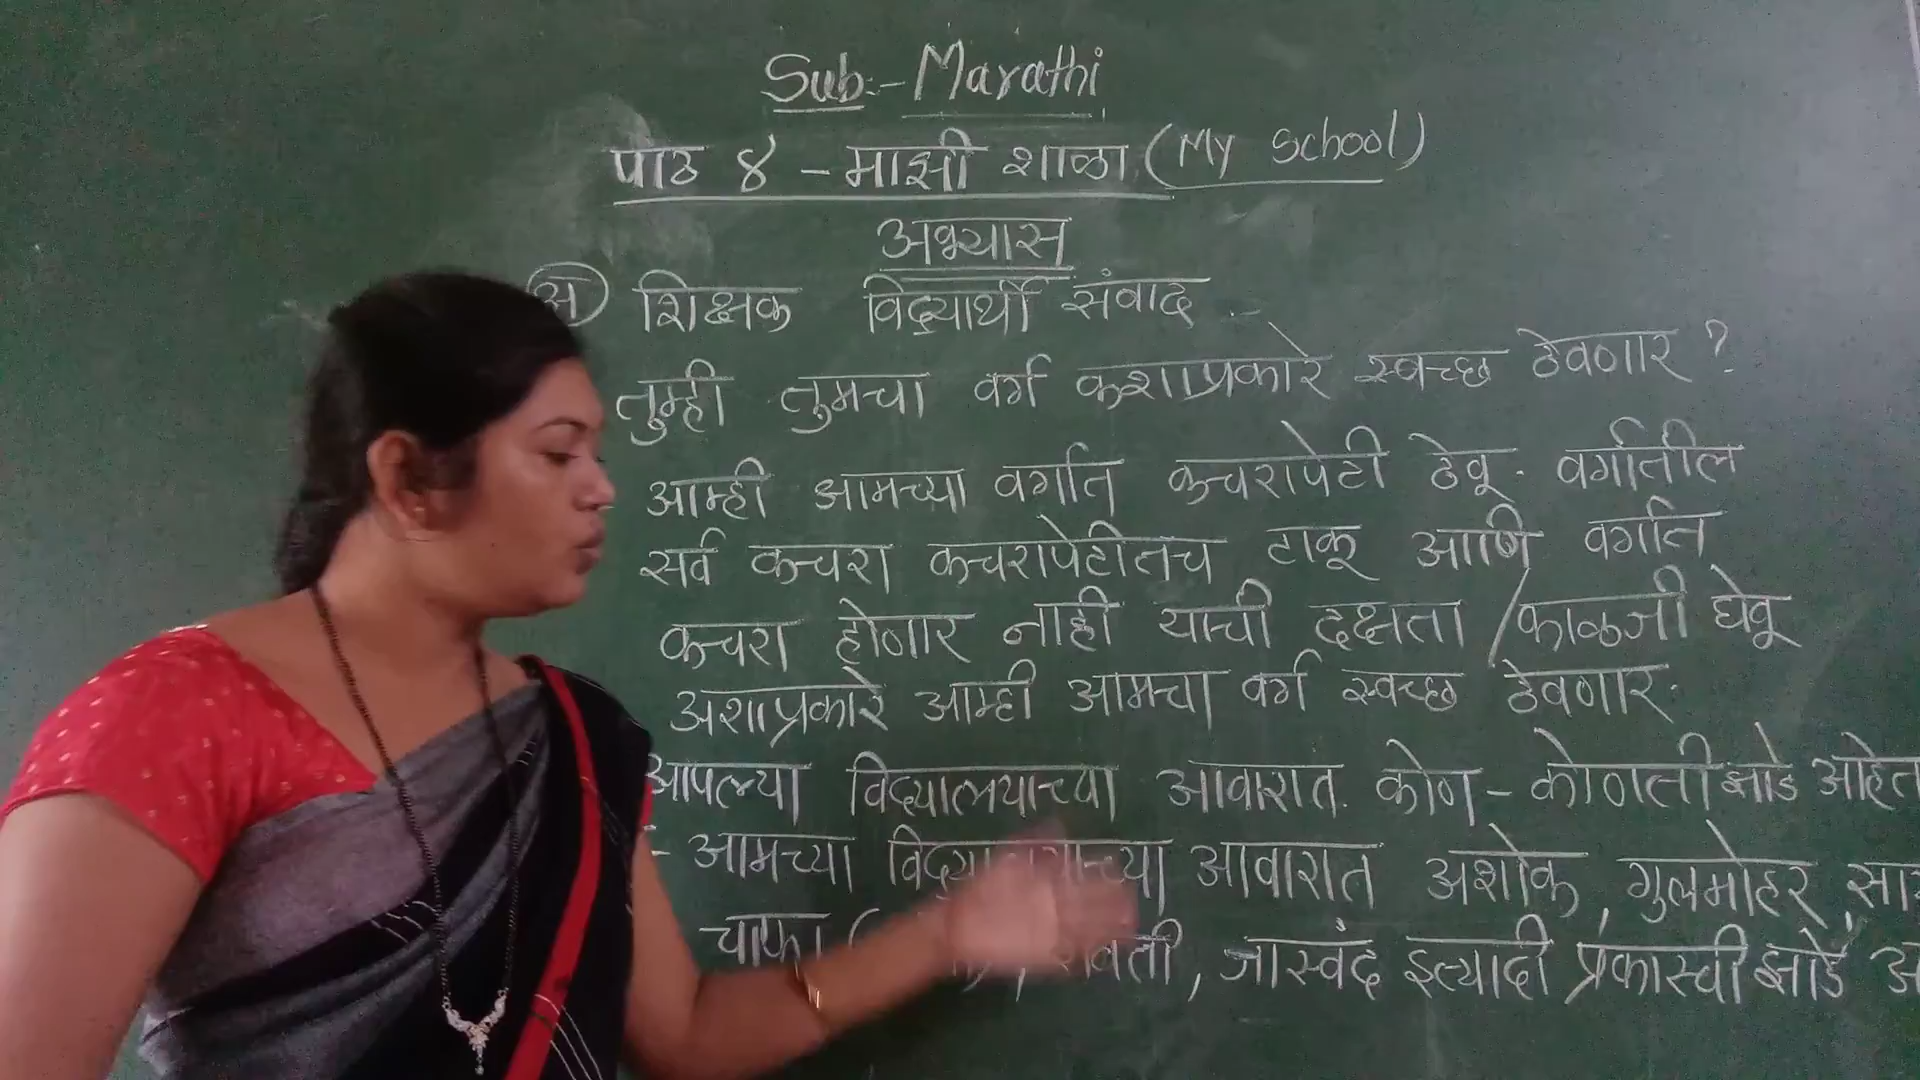 Sub:- Marathi
पाठ ४ - माझी शाळा (My School)
अभ्यास
अ) शिक्षक विद्यार्थी संवाद
तुम्ही तुमचा वर्ग कशाप्रकारे स्वच्छ ठेवणार ?
आम्ही आमच्या वर्गात कचरापेटी ठेवू. वर्गातील
सर्व कचरा कचरापेटीतच टाकू आणि वर्गात
कचरा होणार नाही याची दक्षता / काळजी घेवू
अशाप्रकारे आम्ही आमचा वर्ग स्वच्छ ठेवणार.
आपल्या विद्यालयाच्या आवारात. कोण - कोणती झाडे आहेत
- आमच्या विद्यालयाच्या आवारात अशोक, गुलमोहर,
चाफा जास्वंद इत्यादी प्रकारची झाडे